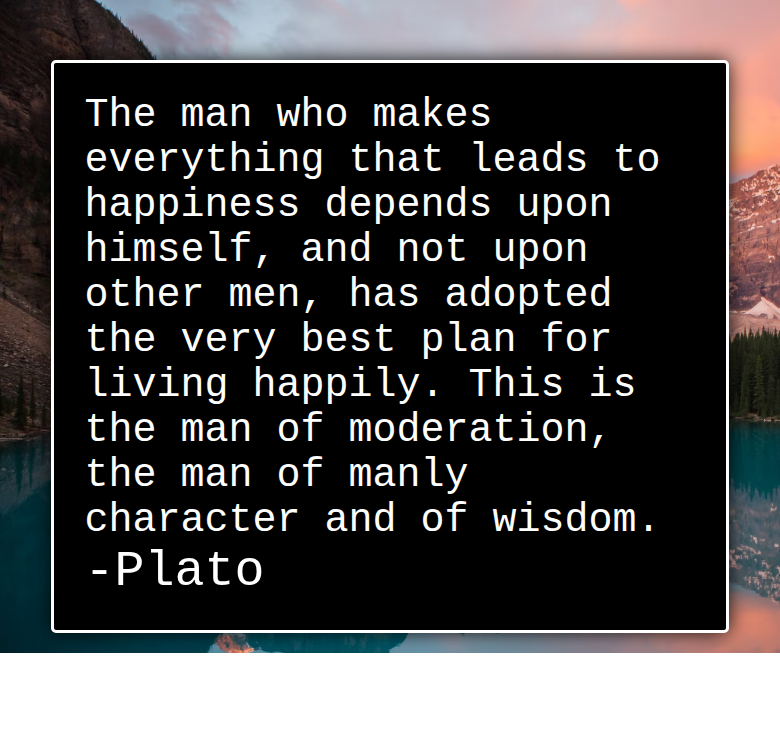 The man who makes
everything that leads to
happiness depends upon
himself, and not upon
other men, has adopted
the very best plan for
living happily. This is
the man of moderation,
the man of manly
character and of wisdom.
-Plato